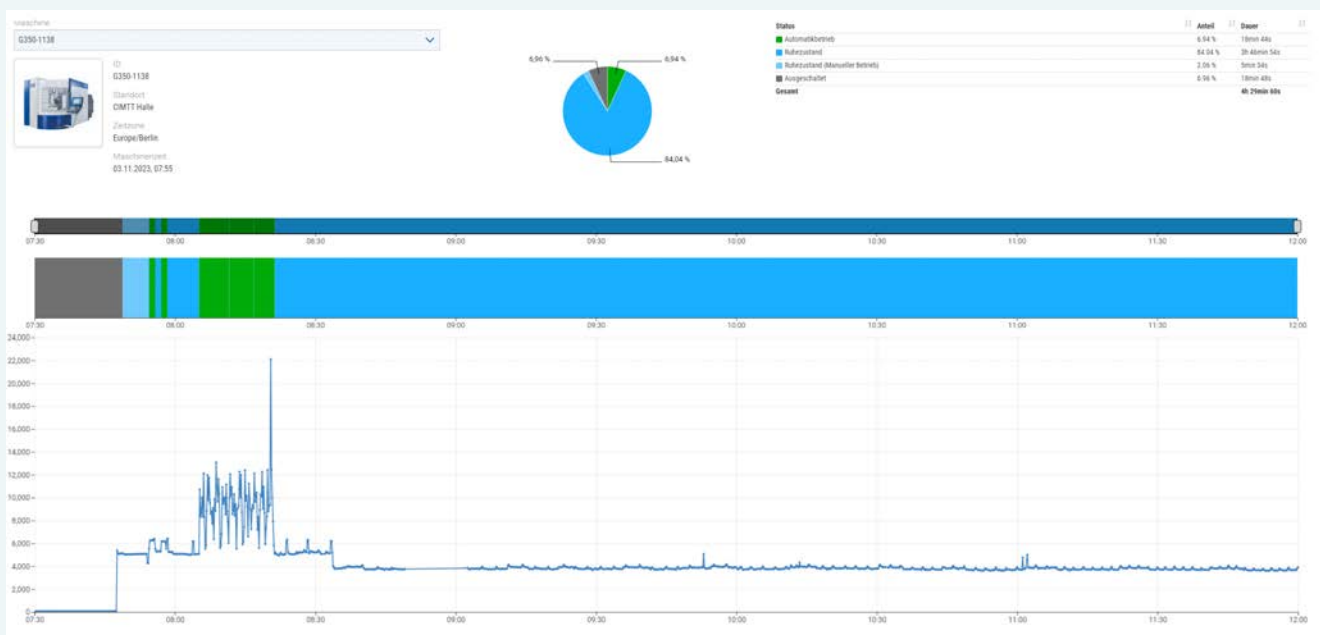 Maschine
G350-1138
ID
G350-1138
Standort
CIMTT Halle
Zeitzone
Europe/Berlin
Maschinenzeit
03.11.2023, 07:55
6,96 %
6,94 %
84,04 %
Status Anteil Dauer
Automatikbetrieb 6.94 % 18min 44s
Ruhezustand 84.04 % 3h 46min 54s
Ruhezustand (Manueller Betrieb) 2.06 % 5min 34s
Ausgeschaltet 6.96 % 18min 48s
Gesamt 4h 29min 60s
07:30 08:00 08:30 09:00 09:30 10:00 10:30 11:00 11:30 12:00
07:30 08:00 08:30 09:00 09:30 10:00 10:30 11:00 11:30 12:00
24,000
22,000
20,000
18,000
16,000
14,000
12,000
10,000
8,000
6,000
4,000
2,000
0
07:30 08:00 08:30 09:00 09:30 10:00 10:30 11:00 11:30 12:00